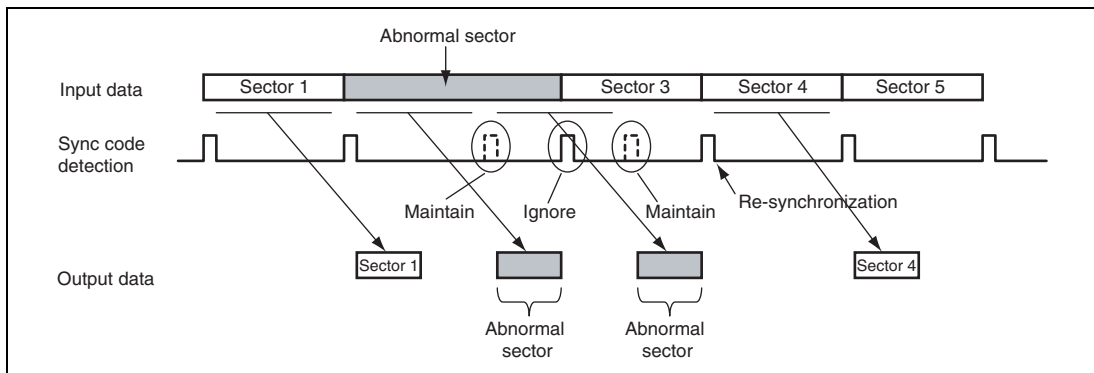 Abnormal sector
Input data
Sector 1
Sector 3
Sector 4
Sector 5
Sync code
detection
Maintain
Ignore
Maintain
Re-synchronization
Output data
Sector 1
Sector 4
Abnormal
sector
Abnormal
sector